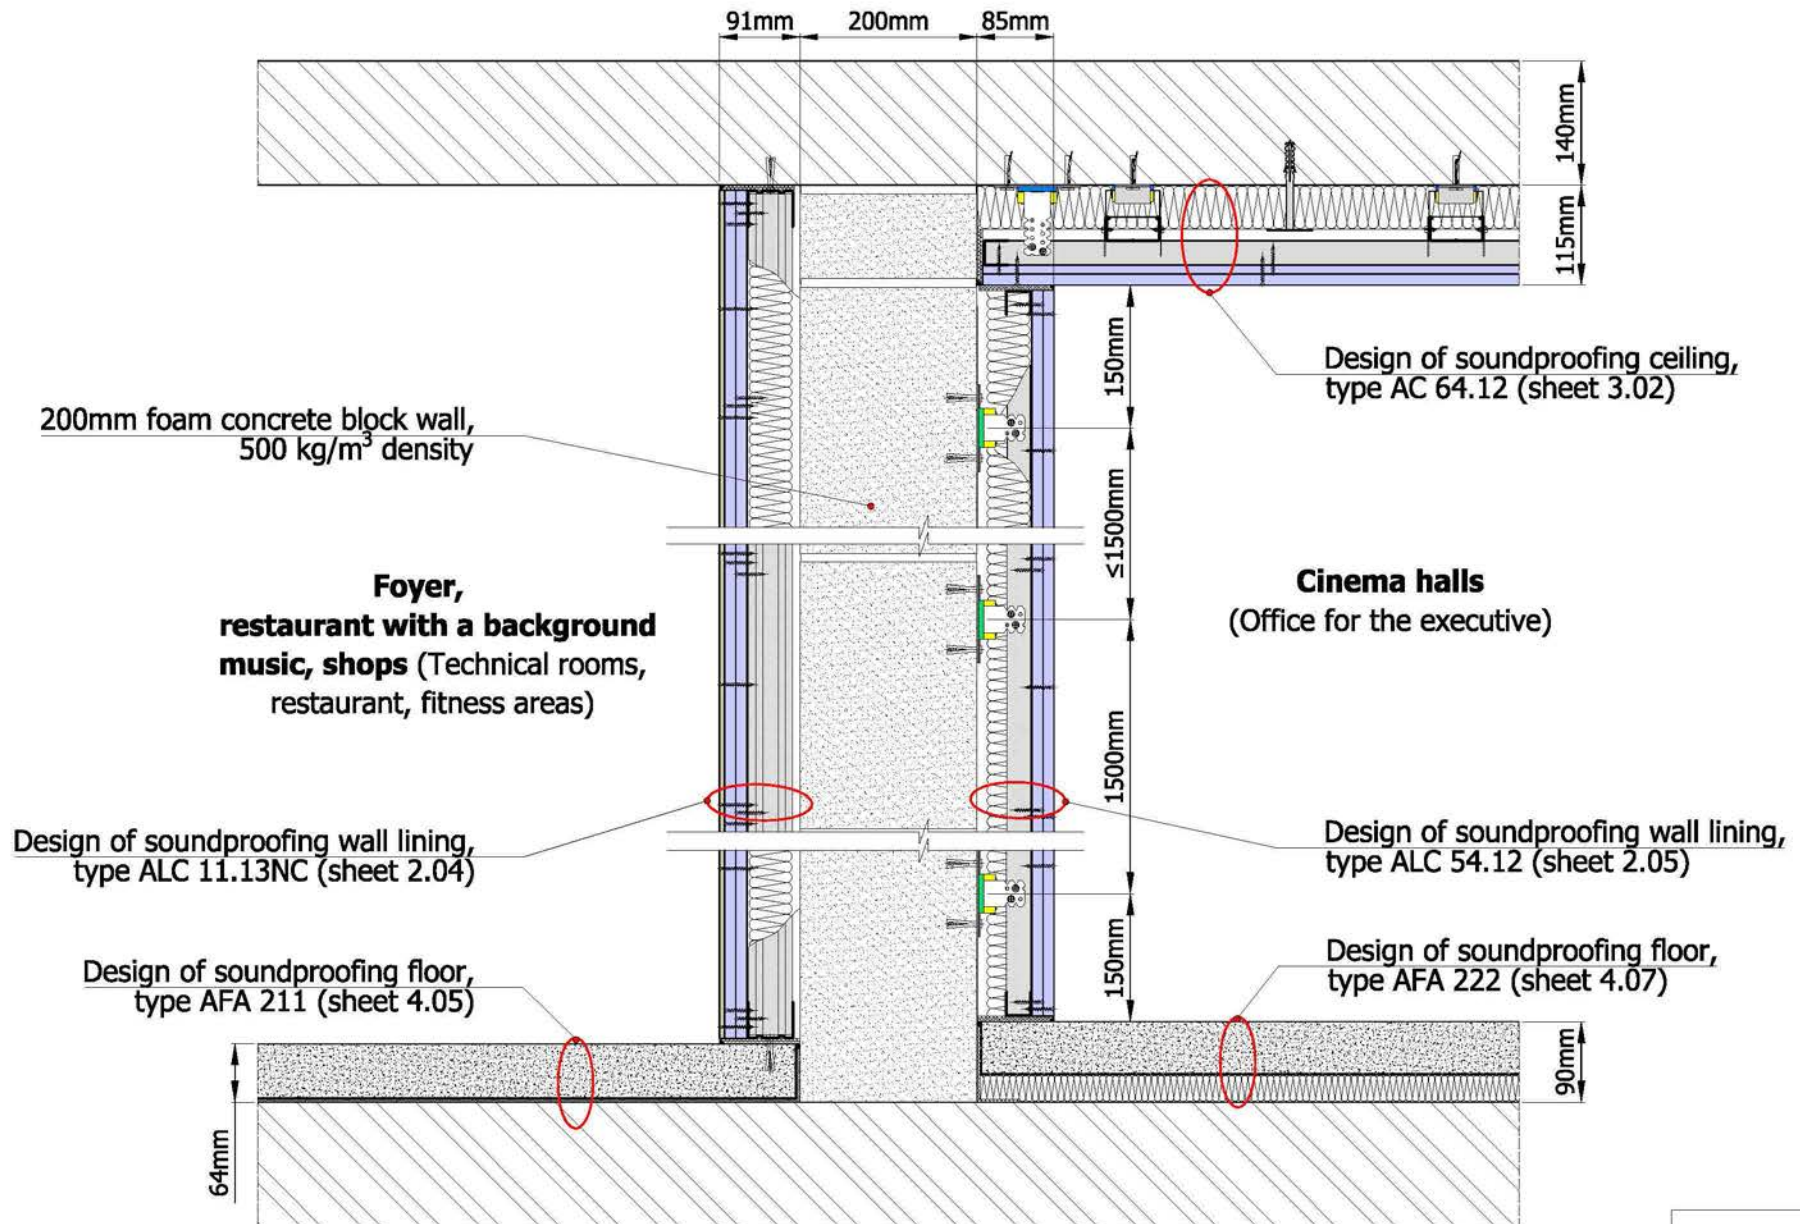 91mm
200mm
85mm
140mm
115mm
150mm
Design of soundproofing ceiling,
type AC 64.12 (sheet 3.02)
200mm foam concrete block wall,
500 kg/m³ density
≤1500mm
Foyer,
restaurant with a background
music, shops (Technical rooms,
restaurant, fitness areas)
Cinema halls
(Office for the executive)
1500mm
Design of soundproofing wall lining,
type ALC 11.13NC (sheet 2.04)
Design of soundproofing wall lining,
type ALC 54.12 (sheet 2.05)
150mm
Design of soundproofing floor,
type AFA 211 (sheet 4.05)
Design of soundproofing floor,
type AFA 222 (sheet 4.07)
90mm
64mm